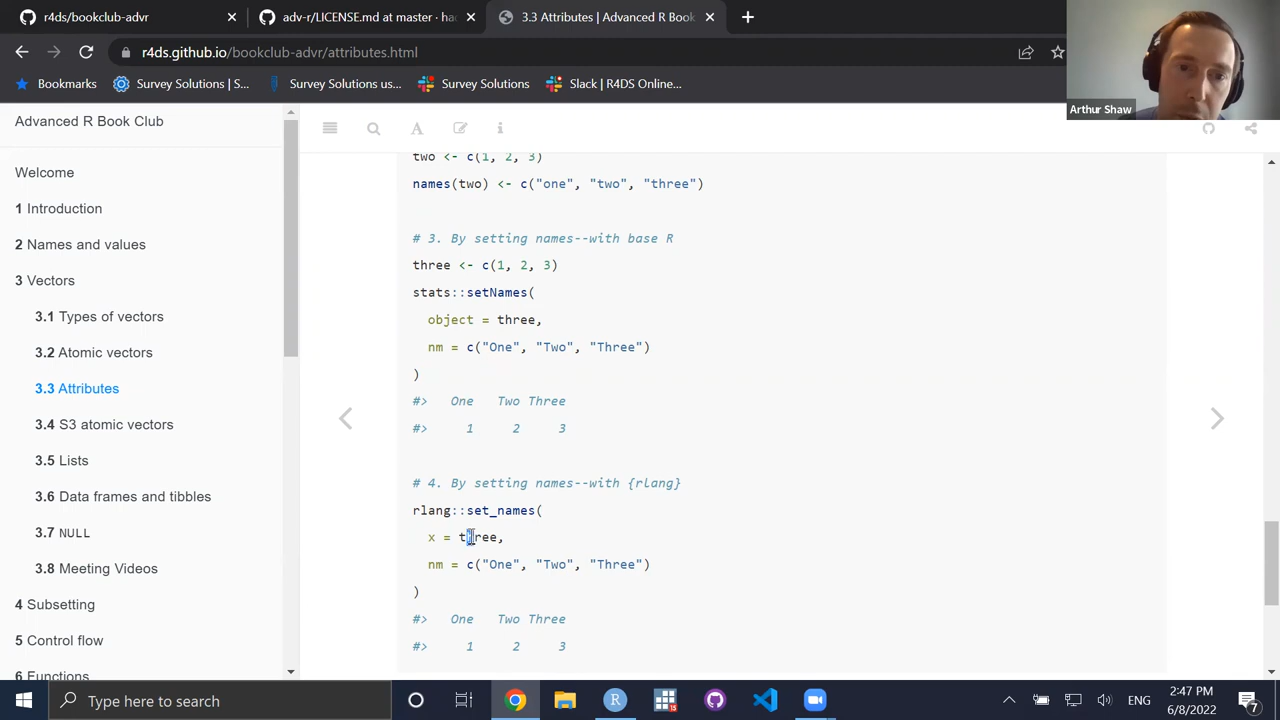 r4ds/bookclub-advr
adv-r/LICENSE.md at master · hac
3.3 Attributes | Advanced R Book
r4ds.github.io/bookclub-advr/attributes.html
Bookmarks
Survey Solutions | S...
Survey Solutions us...
Survey Solutions
Slack | R4DS Online...
Arthur Shaw
Advanced R Book Club
Welcome
1 Introduction
2 Names and values
3 Vectors
3.1 Types of vectors
3.2 Atomic vectors
3.3 Attributes
3.4 S3 atomic vectors
3.5 Lists
3.6 Data frames and tibbles
3.7 NULL
3.8 Meeting Videos
4 Subsetting
5 Control flow
6 Functions
two <- c(1, 2, 3)
names(two) <- c("one", "two", "three")
# 3. By setting names--with base R
three <- c(1, 2, 3)
stats::setNames(
object = three,
nm = c("One", "Two", "Three")
)
#> One Two Three
#> 1 2 3
# 4. By setting names--with {rlang}
rlang::set_names(
x = three,
nm = c("One", "Two", "Three")
)
#> One Two Three
#> 1 2 3
Type here to search
ENG
2:47 PM
6/8/2022
7